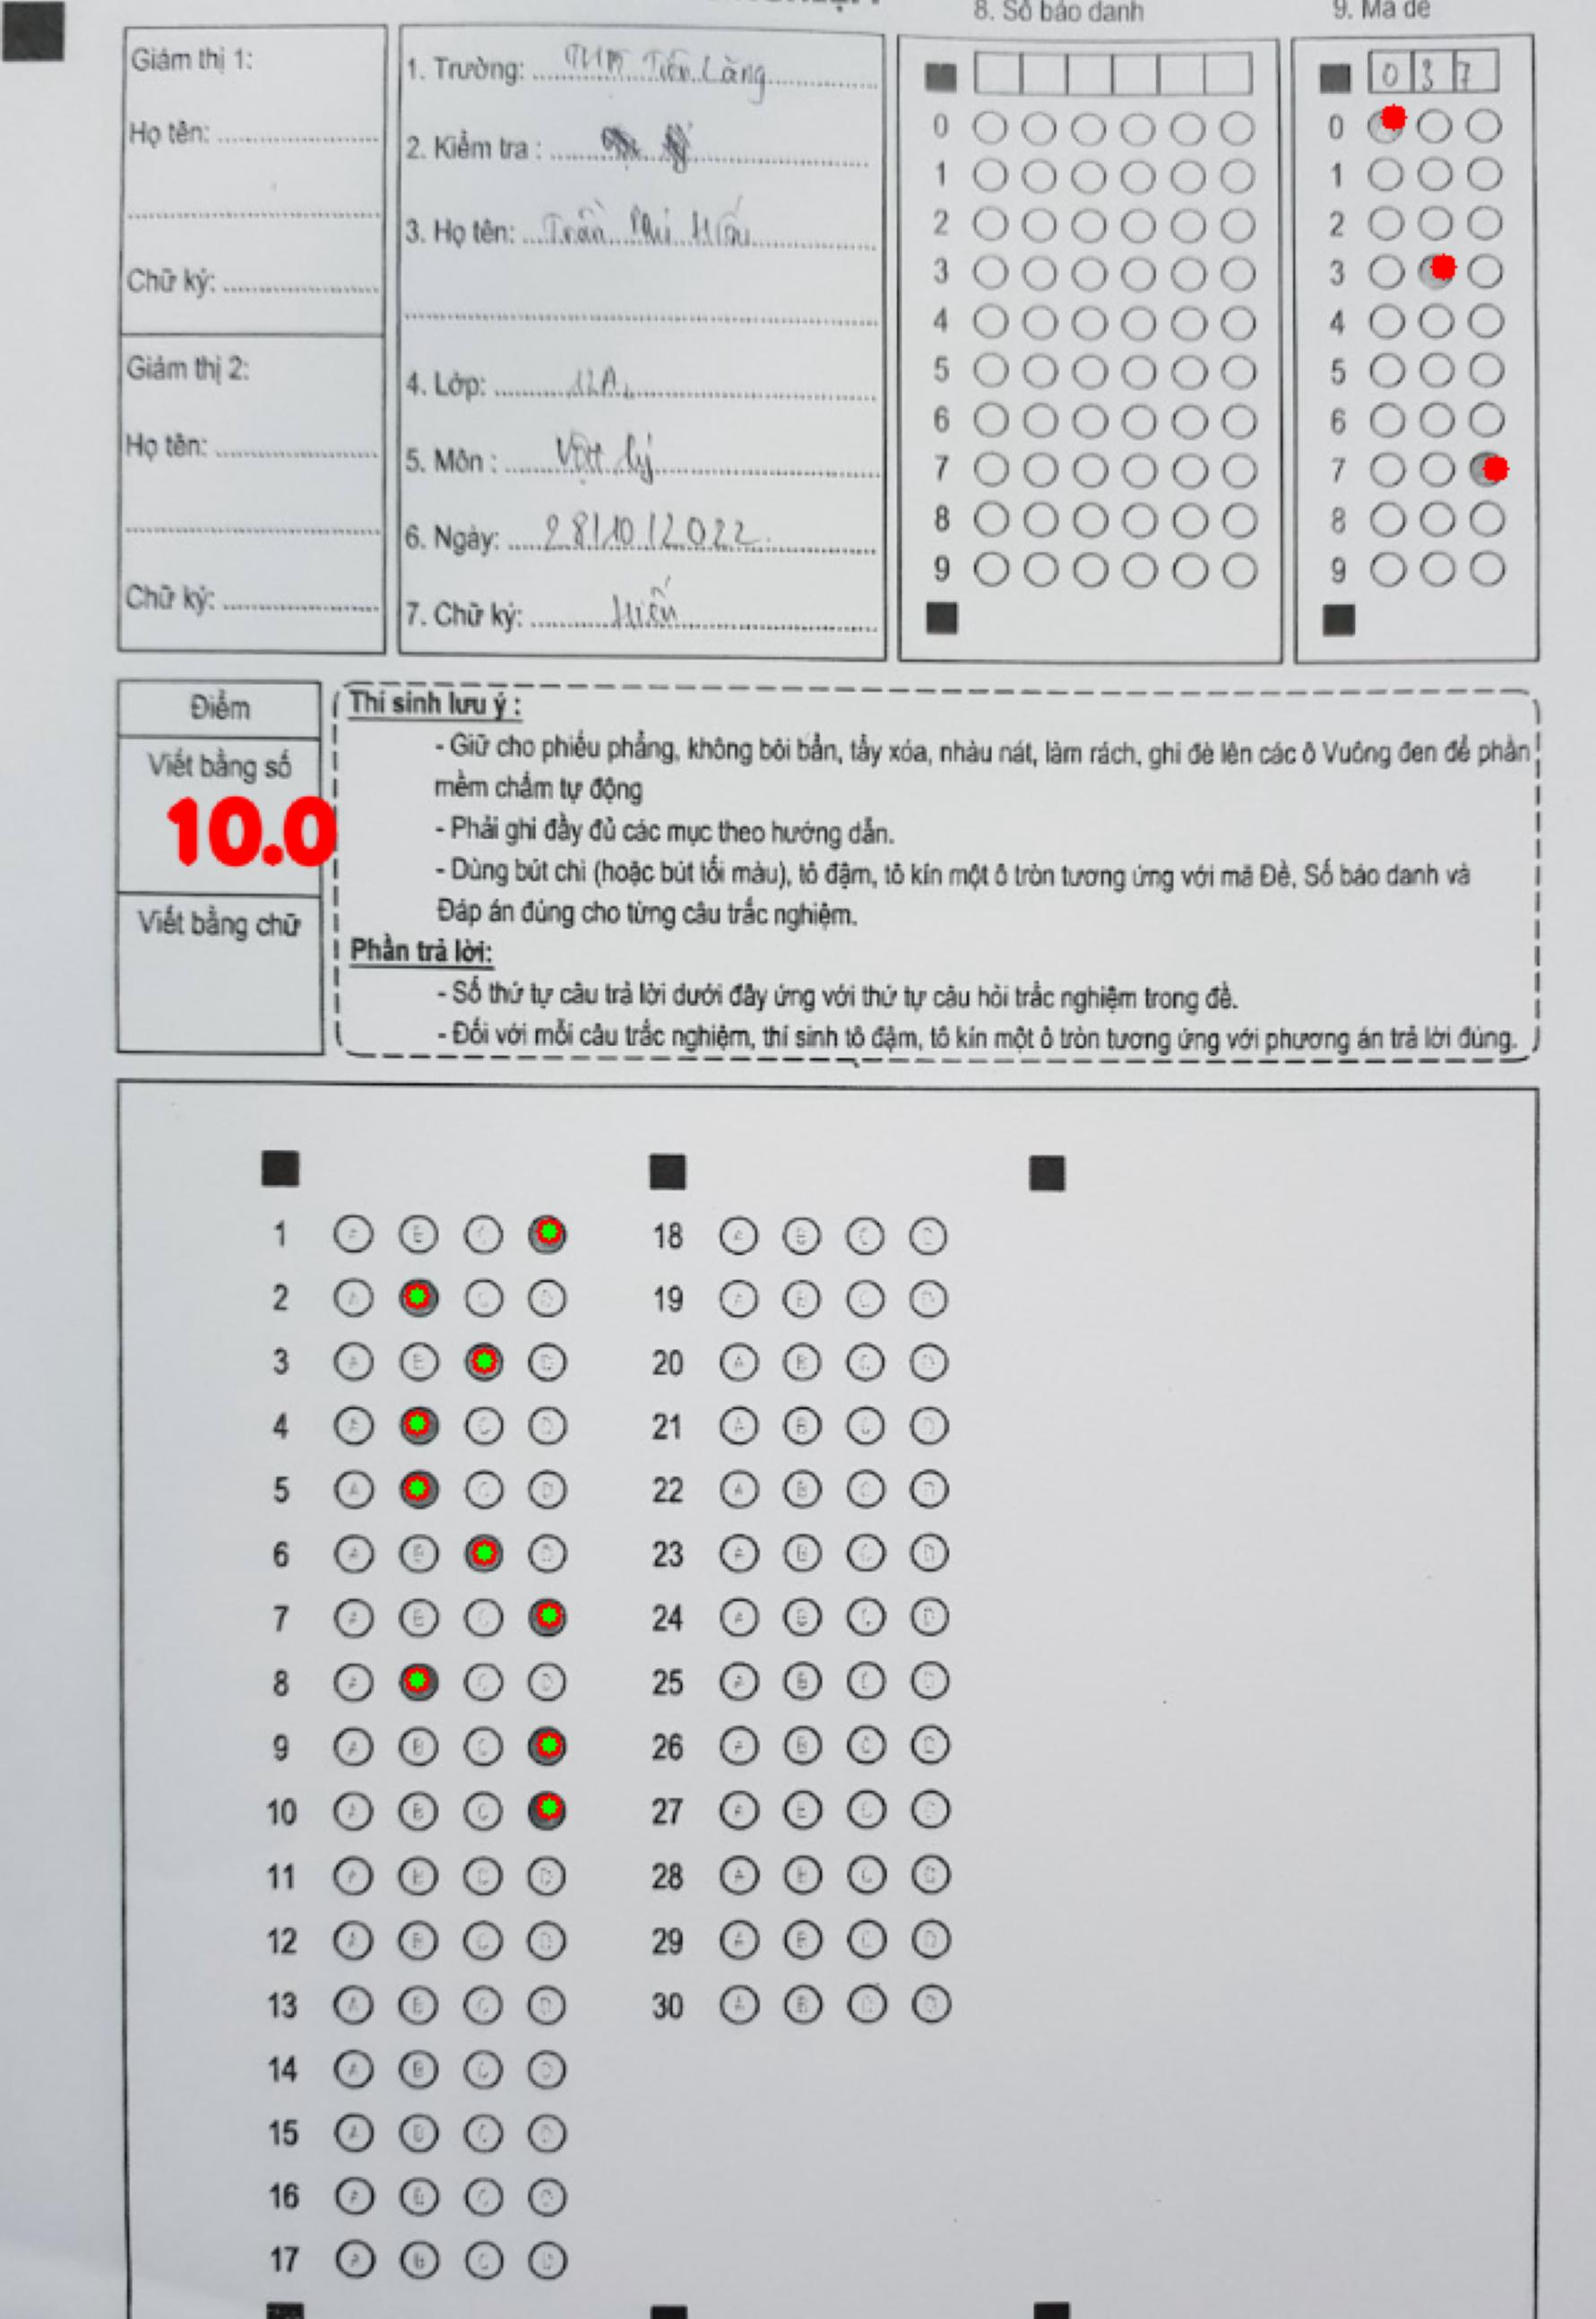 8. Số báo danh
9. Mã đề
Giám thị 1:
Họ tên:
Chữ ký:
Giám thị 2:
Họ tên:
Chữ ký:
1. Trường: THPT Tiên Lãng
2. Kiểm tra :
3. Họ tên: Trần Thị Hiếu
4. Lớp: 12A1
5. Môn : Vật lý
6. Ngày: 28/10/2022
7. Chữ ký: Hiếu
0
1
2
3
4
5
6
7
8
9
0 3 7
0
1
2
3
4
5
6
7
8
9
Điểm
Viết bằng số
10.0
Viết bằng chữ
Thí sinh lưu ý :
- Giữ cho phiếu phẳng, không bôi bẩn, tẩy xóa, nhàu nát, làm rách, ghi đè lên các ô Vuông đen để phần
mềm chấm tự động
- Phải ghi đầy đủ các mục theo hướng dẫn.
- Dùng bút chì (hoặc bút tối màu), tô đậm, tô kín một ô tròn tương ứng với mã Đề, Số báo danh và
Đáp án đúng cho từng câu trắc nghiệm.
Phần trả lời:
- Số thứ tự câu trả lời dưới đây ứng với thứ tự câu hỏi trắc nghiệm trong đề.
- Đối với mỗi câu trắc nghiệm, thí sinh tô đậm, tô kín một ô tròn tương ứng với phương án trả lời đúng.
1 A B C
2 A C D
3 A B D
4 A C D
5 A C D
6 A B D
7 A B C
8 A C D
9 A B C
10 A B C
11 A B C D
12 A B C D
13 A B C D
14 A B C D
15 A B C D
16 A B C D
17 A B C D
18 A B C D
19 A B C D
20 A B C D
21 A B C D
22 A B C D
23 A B C D
24 A B C D
25 A B C D
26 A B C D
27 A B C D
28 A B C D
29 A B C D
30 A B C D